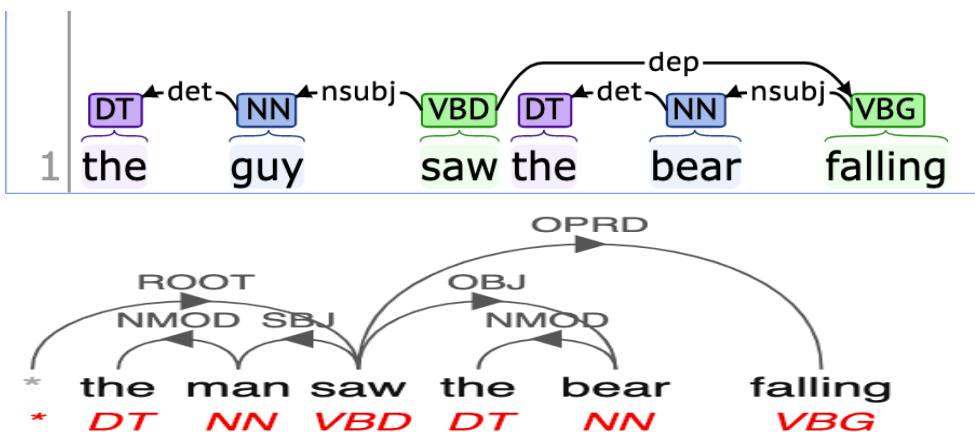 dep
det nsubj det nsubj
DT NN VBD DT NN VBG
1 the guy saw the bear falling
OPRD
ROOT OBJ
NMOD SBJ NMOD
* the man saw the bear falling
* DT NN VBD DT NN VBG